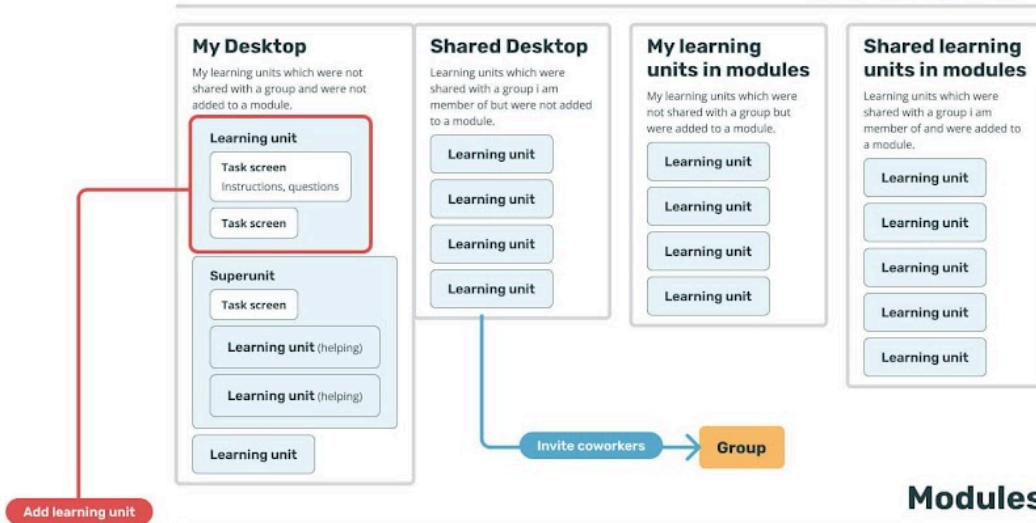 My Desktop
My learning units which were not
shared with a group and were not
added to a module.
Learning unit
Task screen
Instructions, questions
Task screen
Superunit
Task screen
Learning unit (helping)
Learning unit (helping)
Learning unit
Shared Desktop
Learning units which were
shared with a group i am
member of but were not added
to a module.
Learning unit
Learning unit
Learning unit
Learning unit
My learning
units in modules
My learning units which were
not shared with a group but
were added to a module.
Learning unit
Learning unit
Learning unit
Learning unit
Shared learning
units in modules
Learning units which were
shared with a group i am
member of and were added to
a module.
Learning unit
Learning unit
Learning unit
Learning unit
Learning unit
Invite coworkers
Group
Modules
Add learning unit